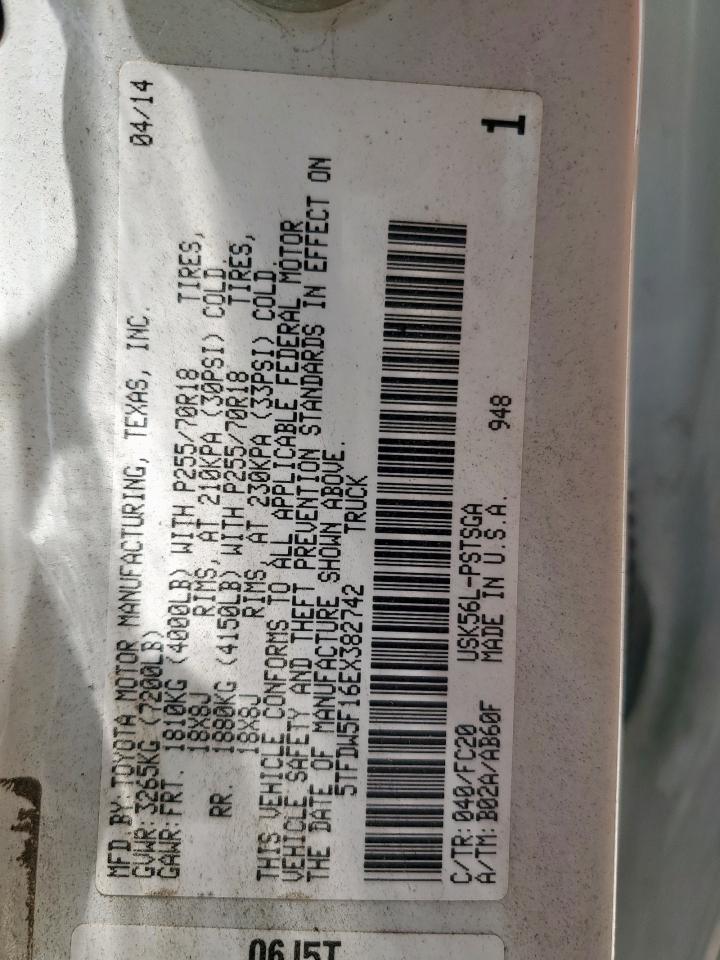 04/14
MFD.BY:TOYOTA MOTOR MANUFACTURING, TEXAS, INC.
GVWR:3265KG (7200LB)
GAWR:FRT. 1810KG (4000LB) WITH P255/70R18 TIRES,
18X8J RIMS, AT 210KPA (30PSI) COLD.
RR. 1880KG (4150LB) WITH P255/70R18 TIRES,
18X8J RIMS, AT 230KPA (33PSI) COLD.
THIS VEHICLE CONFORMS TO ALL APPLICABLE FEDERAL MOTOR
VEHICLE SAFETY AND THEFT PREVENTION STANDARDS IN EFFECT ON
THE DATE OF MANUFACTURE SHOWN ABOVE.
5TFDW5F16EX382742 TRUCK
C/TR:040/FC20 USK56L-PSTSGA
A/TM:B02A/AB60F MADE IN U.S.A. 948
1
06J5T